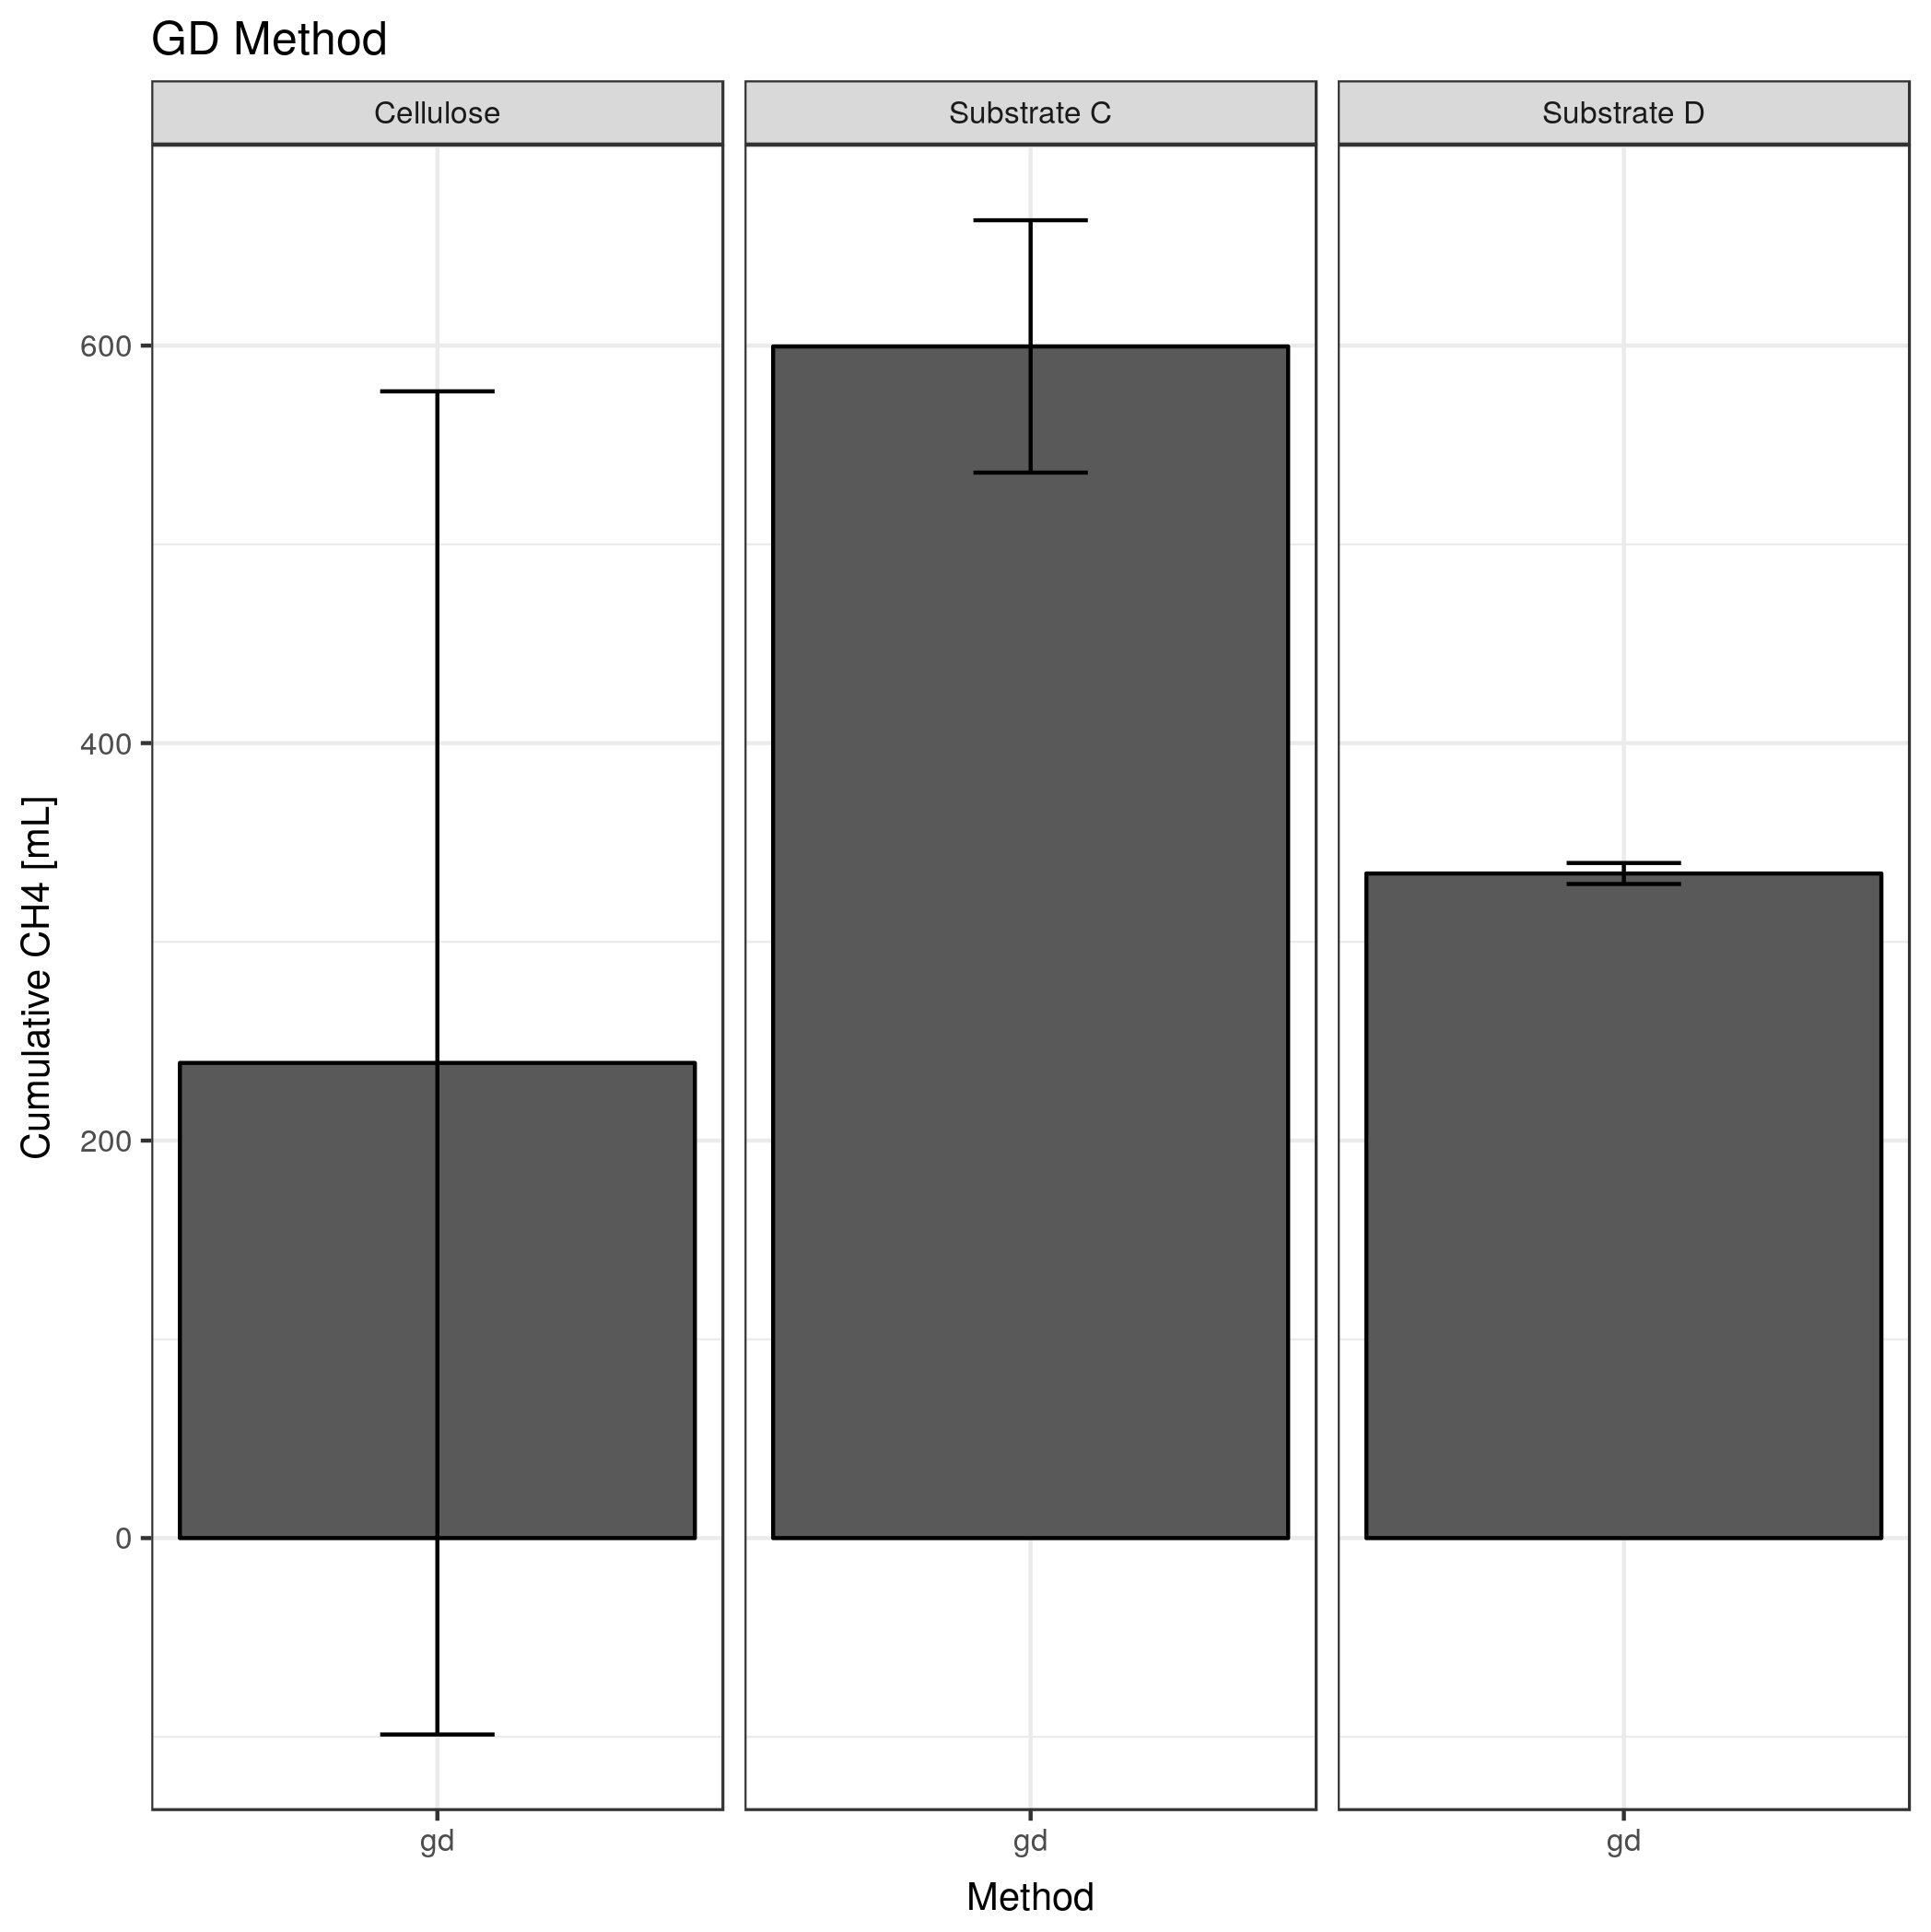 GD Method
Cellulose Substrate C Substrate D
Cumulative CH4 [mL]
600
400
200
0
gd gd gd
Method